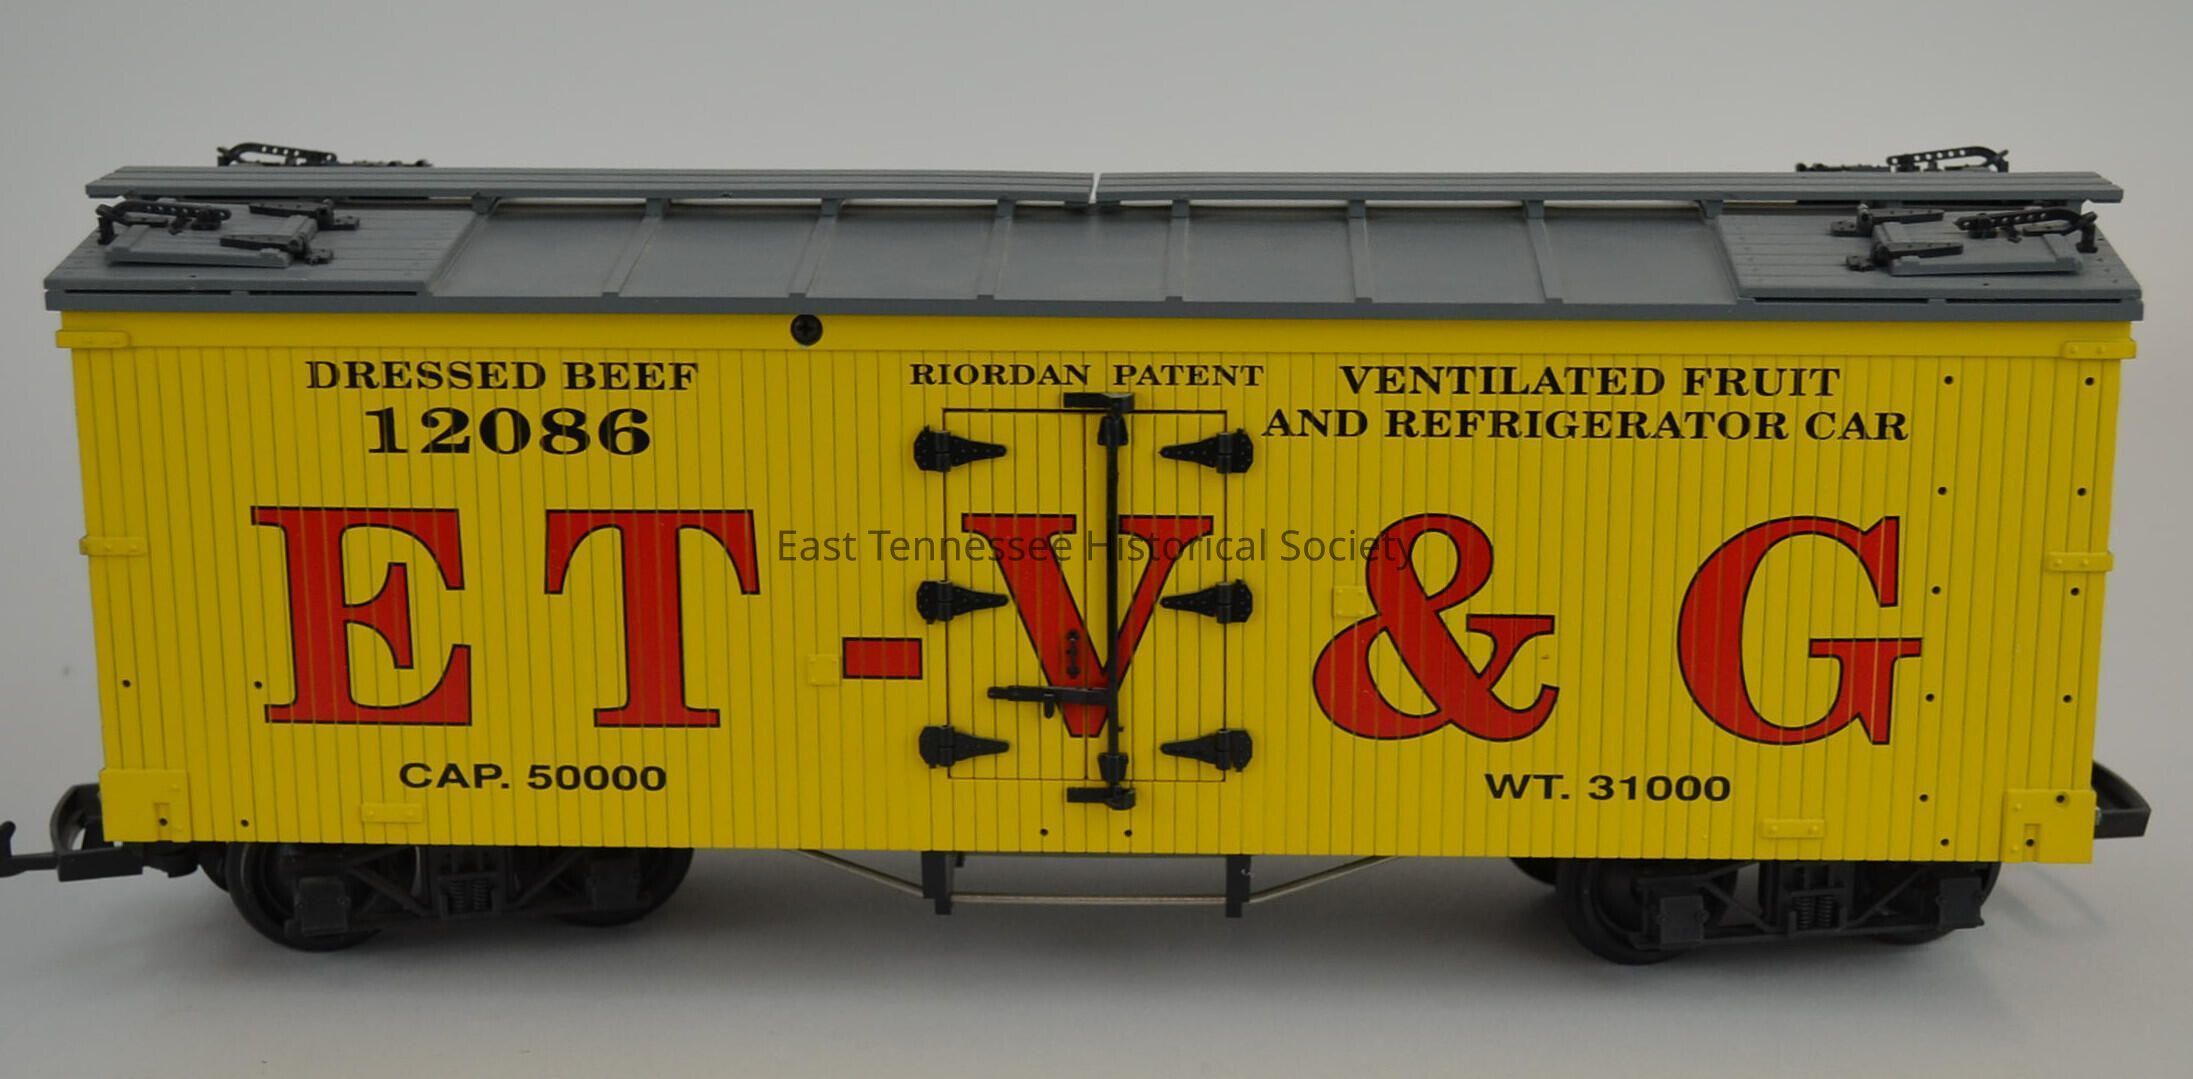 DRESSED BEEF
12086
RIORDAN PATENT
VENTILATED FRUIT
AND REFRIGERATOR CAR
ET-V & G
East Tennessee Historical Society
CAP. 50000
WT. 31000